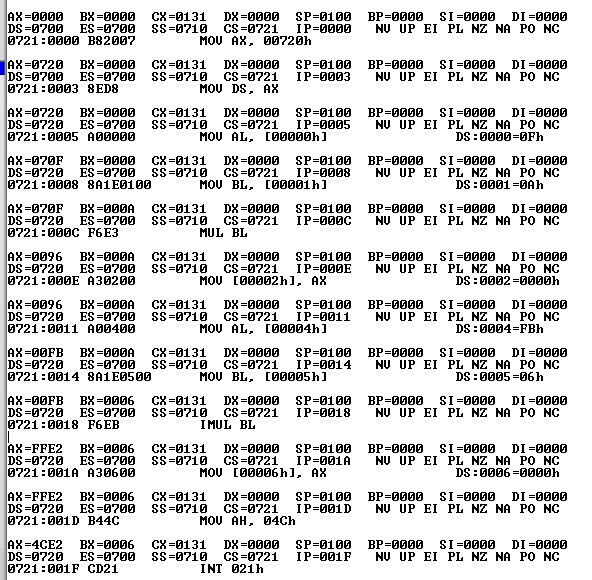 AX=0000 BX=0000 CX=0131 DX=0000 SP=0100 BP=0000 SI=0000 DI=0000
DS=0700 ES=0700 SS=0710 CS=0721 IP=0000 NV UP EI PL NZ NA PO NC
0721:0000 B82007 MOV AX, 00720h
AX=0720 BX=0000 CX=0131 DX=0000 SP=0100 BP=0000 SI=0000 DI=0000
DS=0700 ES=0700 SS=0710 CS=0721 IP=0003 NV UP EI PL NZ NA PO NC
0721:0003 8ED8 MOV DS, AX
AX=0720 BX=0000 CX=0131 DX=0000 SP=0100 BP=0000 SI=0000 DI=0000
DS=0720 ES=0700 SS=0710 CS=0721 IP=0005 NV UP EI PL NZ NA PO NC
0721:0005 A00000 MOV AL, [00000h] DS:0000=0Fh
AX=070F BX=0000 CX=0131 DX=0000 SP=0100 BP=0000 SI=0000 DI=0000
DS=0720 ES=0700 SS=0710 CS=0721 IP=0008 NV UP EI PL NZ NA PO NC
0721:0008 8A1E0100 MOV BL, [00001h] DS:0001=0Ah
AX=070F BX=000A CX=0131 DX=0000 SP=0100 BP=0000 SI=0000 DI=0000
DS=0720 ES=0700 SS=0710 CS=0721 IP=000C NV UP EI PL NZ NA PO NC
0721:000C F6E3 MUL BL
AX=0096 BX=000A CX=0131 DX=0000 SP=0100 BP=0000 SI=0000 DI=0000
DS=0720 ES=0700 SS=0710 CS=0721 IP=000E NV UP EI PL NZ NA PO NC
0721:000E A30200 MOV [00002h], AX DS:0002=0000h
AX=0096 BX=000A CX=0131 DX=0000 SP=0100 BP=0000 SI=0000 DI=0000
DS=0720 ES=0700 SS=0710 CS=0721 IP=0011 NV UP EI PL NZ NA PO NC
0721:0011 A00400 MOV AL, [00004h] DS:0004=FBh
AX=00FB BX=000A CX=0131 DX=0000 SP=0100 BP=0000 SI=0000 DI=0000
DS=0720 ES=0700 SS=0710 CS=0721 IP=0014 NV UP EI PL NZ NA PO NC
0721:0014 8A1E0500 MOV BL, [00005h] DS:0005=06h
AX=00FB BX=0006 CX=0131 DX=0000 SP=0100 BP=0000 SI=0000 DI=0000
DS=0720 ES=0700 SS=0710 CS=0721 IP=0018 NV UP EI PL NZ NA PO NC
0721:0018 F6EB IMUL BL
AX=FFE2 BX=0006 CX=0131 DX=0000 SP=0100 BP=0000 SI=0000 DI=0000
DS=0720 ES=0700 SS=0710 CS=0721 IP=001A NV UP EI PL NZ NA PO NC
0721:001A A30600 MOV [00006h], AX DS:0006=0000h
AX=FFE2 BX=0006 CX=0131 DX=0000 SP=0100 BP=0000 SI=0000 DI=0000
DS=0720 ES=0700 SS=0710 CS=0721 IP=001D NV UP EI PL NZ NA PO NC
0721:001D B44C MOV AH, 04Ch
AX=4CE2 BX=0006 CX=0131 DX=0000 SP=0100 BP=0000 SI=0000 DI=0000
DS=0720 ES=0700 SS=0710 CS=0721 IP=001F NV UP EI PL NZ NA PO NC
0721:001F CD21 INT 021h